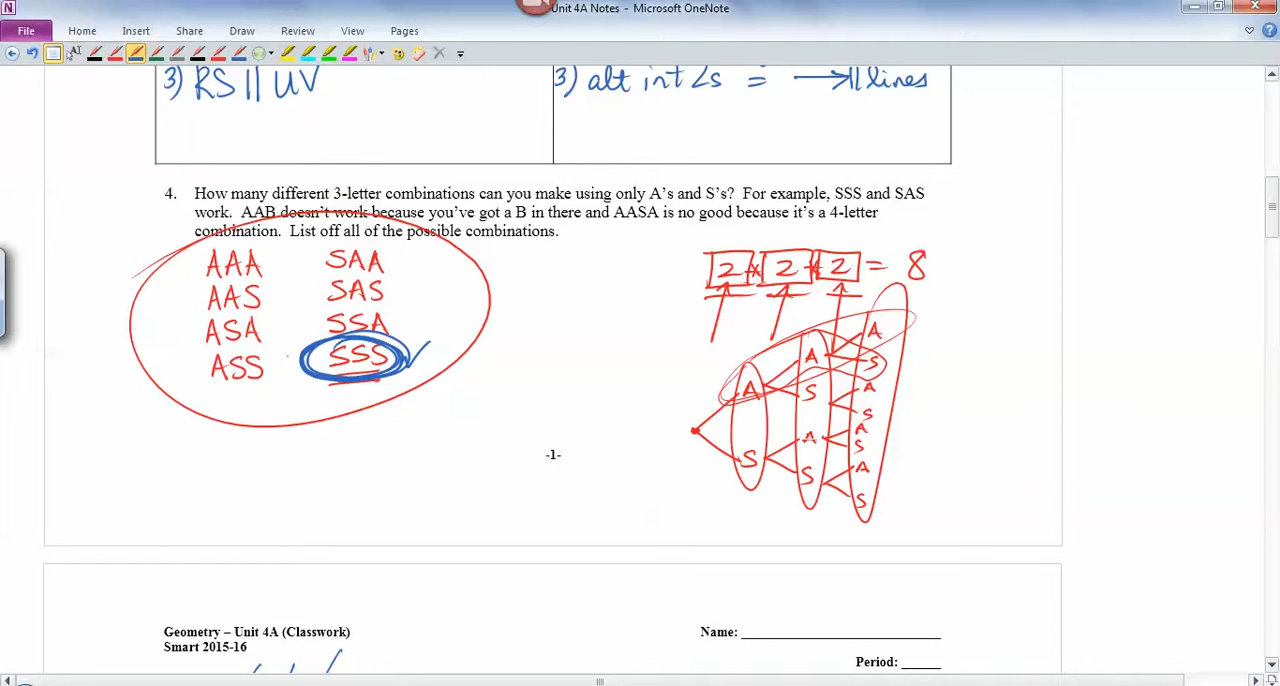 Unit 4A Notes - Microsoft OneNote
File Home Insert Share Draw Review View Pages
3) RS || UV
3) alt int ∠s = → || lines
4. How many different 3-letter combinations can you make using only A's and S's? For example, SSS and SAS
work. AAB doesn't work because you've got a B in there and AASA is no good because it's a 4-letter
combination. List off all of the possible combinations.
AAA SAA
AAS SAS
ASA SSA
ASS SSS
2 × 2 × 2 = 8
A
A
S
A
S
A
S
A
A
S
S
S
A
S
-1-
Geometry – Unit 4A (Classwork)
Smart 2015-16
Name: ____________________
Period: ______